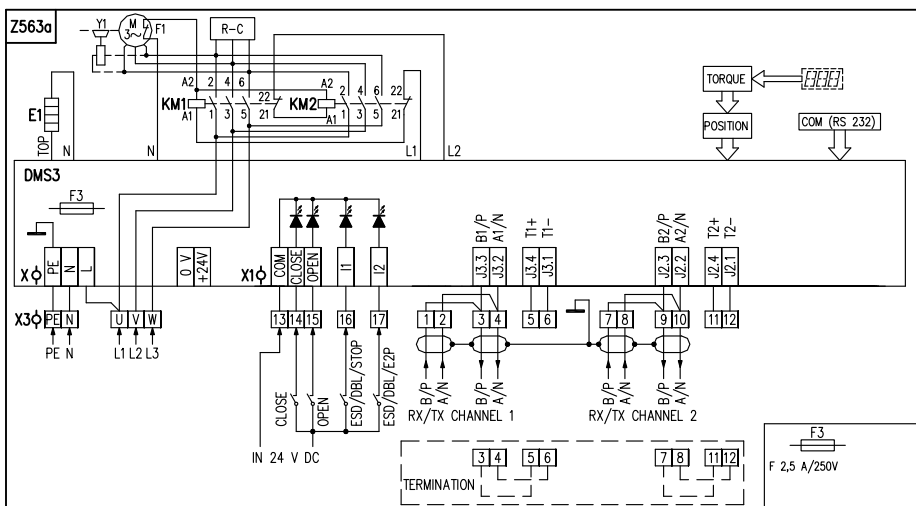 Z563a
Y1 M 3~ F1 R-C
A2 2 4 6 22 A2 2 4 6 22
KM1 KM2
A1 1 3 5 21 A1 1 3 5 21
E1
TOP N N L1 L2
TORQUE
POSITION COM (RS 232)
DMS3
F3
B1/P A1/N T1+ T1- B2/P A2/N T2+ T2-
X PE N L 0 V +24V X1 COM CLOSE OPEN I1 I2 J3.3 J3.2 J3.4 J3.1 J2.3 J2.2 J2.4 J2.1
X3 PE N U V W 13 14 15 16 17 1 2 3 4 5 6 7 8 9 10 11 12
PE N L1 L2 L3
CLOSE OPEN ESD/DBL/STOP ESD/DBL/E2P
B/P A/N B/P A/N B/P A/N B/P A/N
RX/TX CHANNEL 1 RX/TX CHANNEL 2
IN 24 V DC
TERMINATION 3 4 5 6 7 8 11 12
F3
F 2,5 A/250V